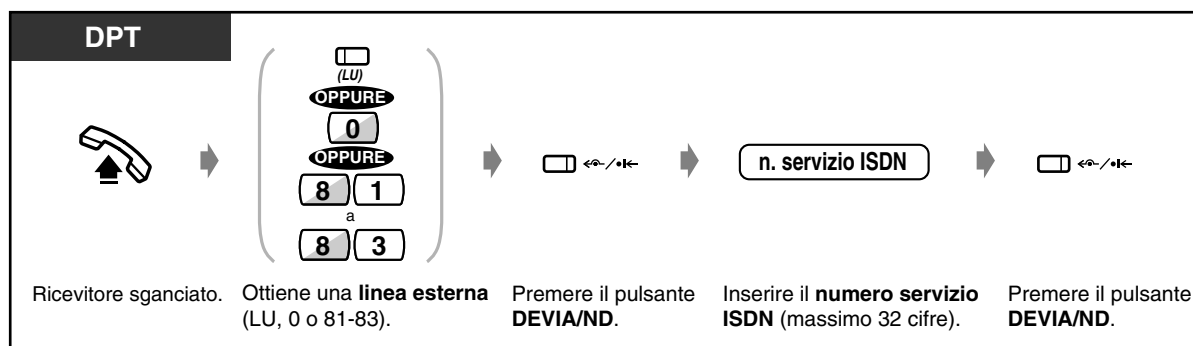 DPT
(LU)
OPPURE
0
OPPURE
8 1
a
8 3
n. servizio ISDN
Ricevitore sganciato.
Ottiene una linea esterna
(LU, 0 o 81-83).
Premere il pulsante
DEVIA/ND.
Inserire il numero servizio
ISDN (massimo 32 cifre).
Premere il pulsante
DEVIA/ND.